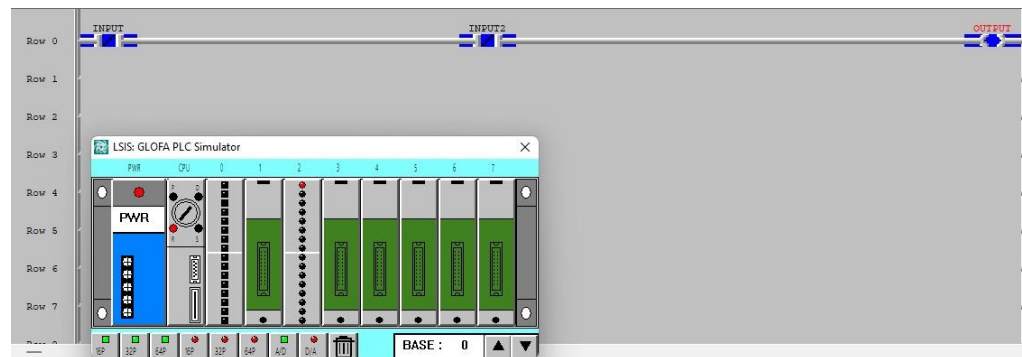 INPUT INPUT2 OUTPUT
Row 0
Row 1
Row 2
Row 3
Row 4
Row 5
Row 6
Row 7
LSIS: GLOFA PLC Simulator
PWR CPU 0 1 2 3 4 5 6 7
P D
PWR
R S
16P 32P 64P 16P 32P 64P A/D D/A BASE : 0